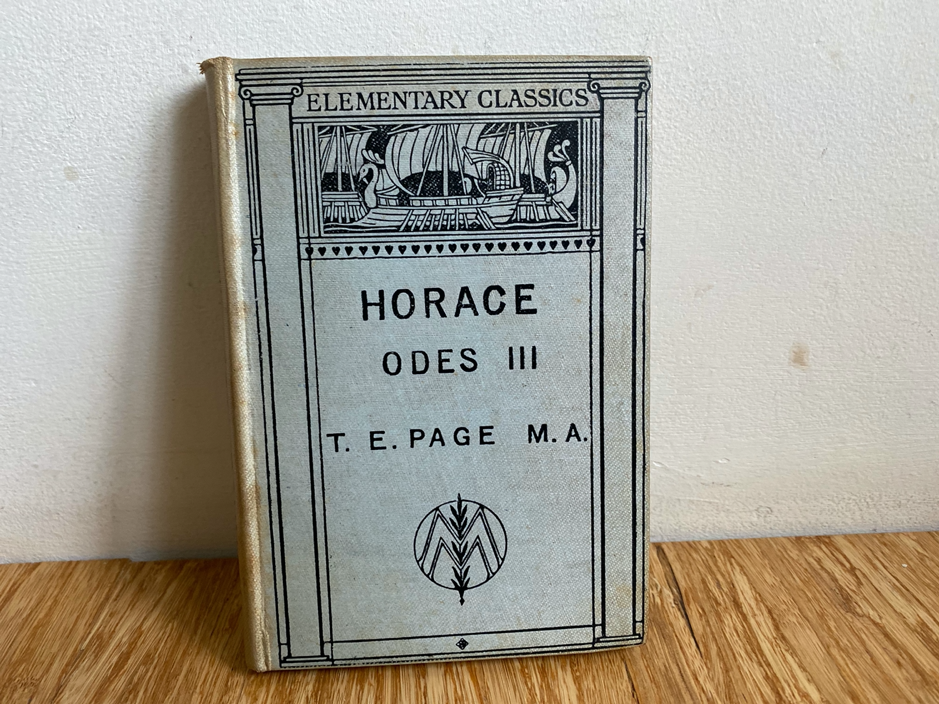 ELEMENTARY CLASSICS
HORACE
ODES III
T. E. PAGE M. A.
M